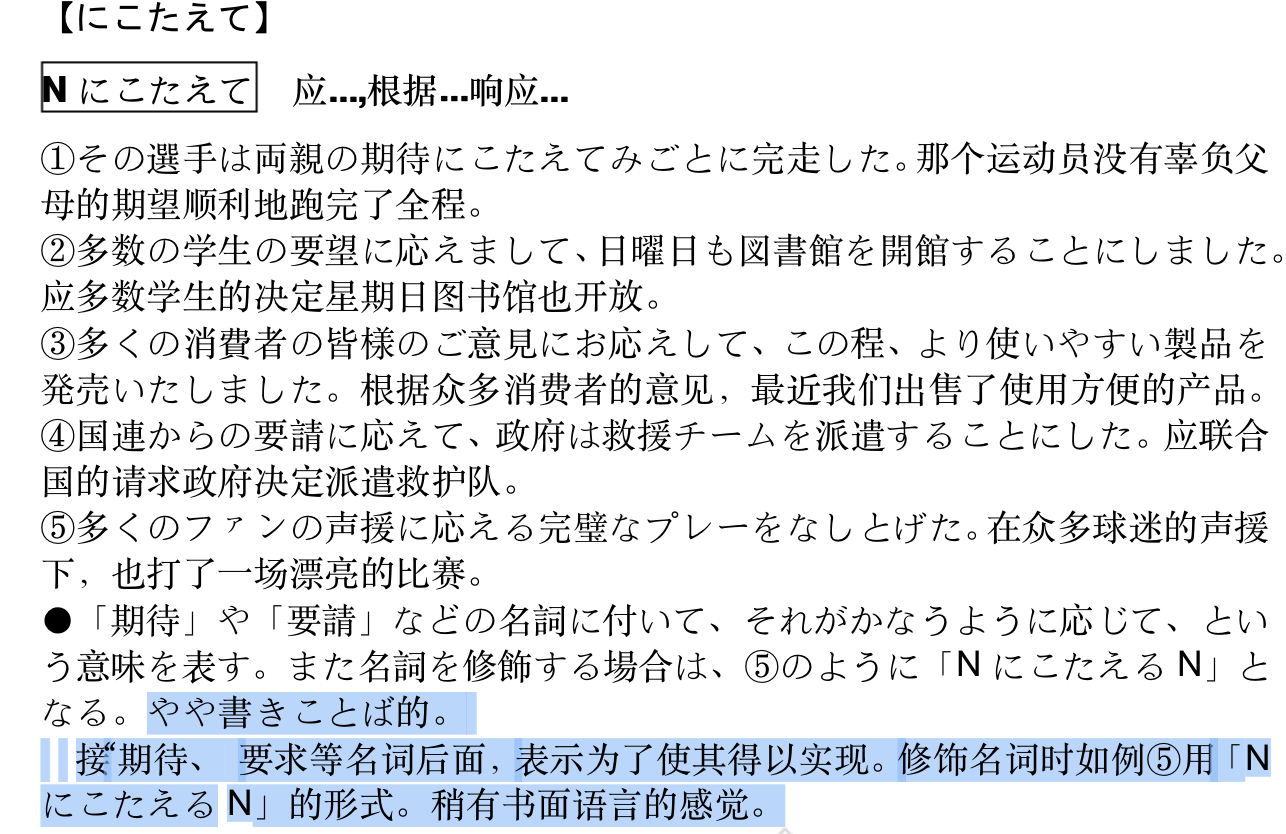 【にこたえて】
N にこたえて 应...,根据...响应...
①その選手は両親の期待にこたえてみごとに完走した。那个运动员没有辜负父
母的期望顺利地跑完了全程。
②多数の学生の要望に応えまして、日曜日も図書館を開館することにしました。
应多数学生的决定星期日图书馆也开放。
③多くの消費者の皆様のご意見にお応えして、この程、より使いやすい製品を
発売いたしました。根据众多消费者的意见，最近我们出售了使用方便的产品。
④国連からの要請に応えて、政府は救援チームを派遣することにした。应联合
国的请求政府决定派遣救护队。
⑤多くのファンの声援に応える完璧なプレーをなしとげた。在众多球迷的声援
下，也打了一场漂亮的比赛。
●「期待」や「要請」などの名詞に付いて、それがかなうように応じて、とい
う意味を表す。また名詞を修飾する場合は、⑤のように「N にこたえる N」と
なる。やや書きことば的。
接“期待、 要求等名词后面，表示为了使其得以实现。修饰名词时如例⑤用「N
にこたえる N」的形式。稍有书面语言的感觉。